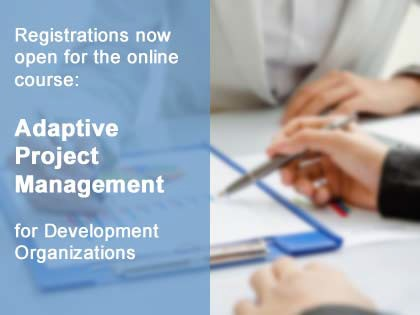 Registrations now
open for the online
course:
Adaptive
Project
Management
for Development
Organizations